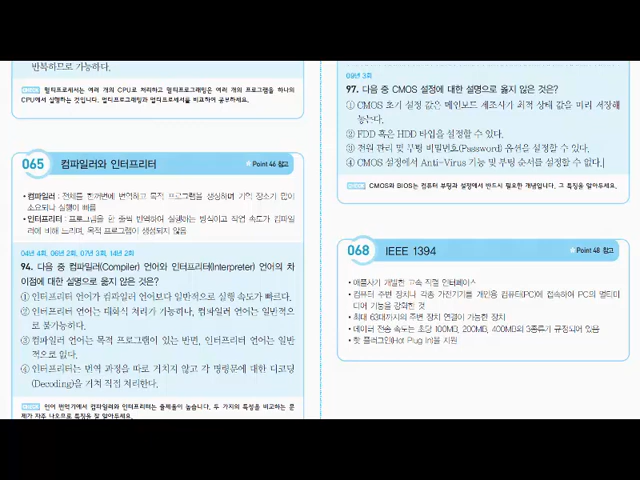 반복하므로 가능하다.
멀티프로세서는 여러 개의 CPU로 처리하고 멀티프로그래밍은 여러 개의 프로그램을 하나의
CPU에서 실행하는 것입니다. 멀티프로그래밍과 멀티프로세서를 비교하여 공부하세요.
065 컴파일러와 인터프리터 Point 46 참고
• 컴파일러 : 전체를 한꺼번에 번역하고 목적 프로그램을 생성하며 기억 장소가 많이
소요되나 실행이 빠름
• 인터프리터 : 프로그램을 한 줄씩 번역하여 실행하는 방식이고 작업 속도가 컴파일
러에 비해 느리며, 목적 프로그램이 생성되지 않음
04년 4회, 06년 2회, 07년 3회, 14년 2회
94. 다음 중 컴파일러(Compiler) 언어와 인터프리터(Interpreter) 언어의 차
이점에 대한 설명으로 옳지 않은 것은?
① 인터프리터 언어가 컴파일러 언어보다 일반적으로 실행 속도가 빠르다.
② 인터프리터 언어는 대화식 처리가 가능하나, 컴파일러 언어는 일반적으
로 불가능하다.
③ 컴파일러 언어는 목적 프로그램이 있는 반면, 인터프리터 언어는 일반
적으로 없다.
④ 인터프리터는 번역 과정을 따로 거치지 않고 각 명령문에 대한 디코딩
(Decoding)을 거쳐 직접 처리한다.
언어 번역기에서 컴파일러와 인터프리터는 출제율이 높습니다. 두 가지의 특징을 비교하는 문
제가 자주 나오므로 특징을 잘 알아두세요.
09년 3회
97. 다음 중 CMOS 설정에 대한 설명으로 옳지 않은 것은?
① CMOS 초기 설정 값은 메인보드 제조사가 최적 상태 값을 미리 저장해
놓는다.
② FDD 혹은 HDD 타입을 설정할 수 있다.
③ 전원 관리 및 부팅 비밀번호(Password) 옵션을 설정할 수 있다.
④ CMOS 설정에서 Anti-Virus 기능 및 부팅 순서를 설정할 수 없다.
CMOS와 BIOS는 컴퓨터 부팅과 설정에서 반드시 필요한 개념입니다. 그 특징을 알아두세요.
068 IEEE 1394 Point 48 참고
• 애플사가 개발한 고속 직렬 인터페이스
• 컴퓨터 주변 장치나 각종 가전기기를 개인용 컴퓨터(PC)에 접속하여 PC의 멀티미
디어 기능을 강화한 것
• 최대 63대까지의 주변 장치 연결이 가능한 장치
• 데이터 전송 속도는 초당 100MB, 200MB, 400MB의 3종류가 규정되어 있음
• 핫 플러그인(Hot Plug In)을 지원